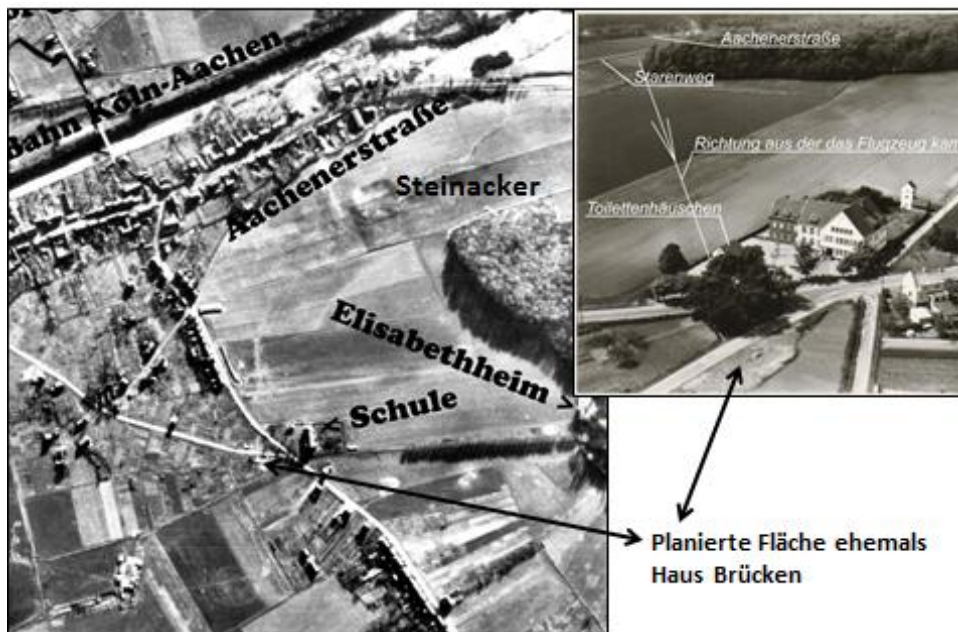 Bahn Köln-Aachen
Aachenerstraße
Steinacker
Elisabethheim
Schule
Aachenerstraße
Starenweg
Richtung aus der das Flugzeug kam
Toilettenhäuschen
Planierte Fläche ehemals
Haus Brücken